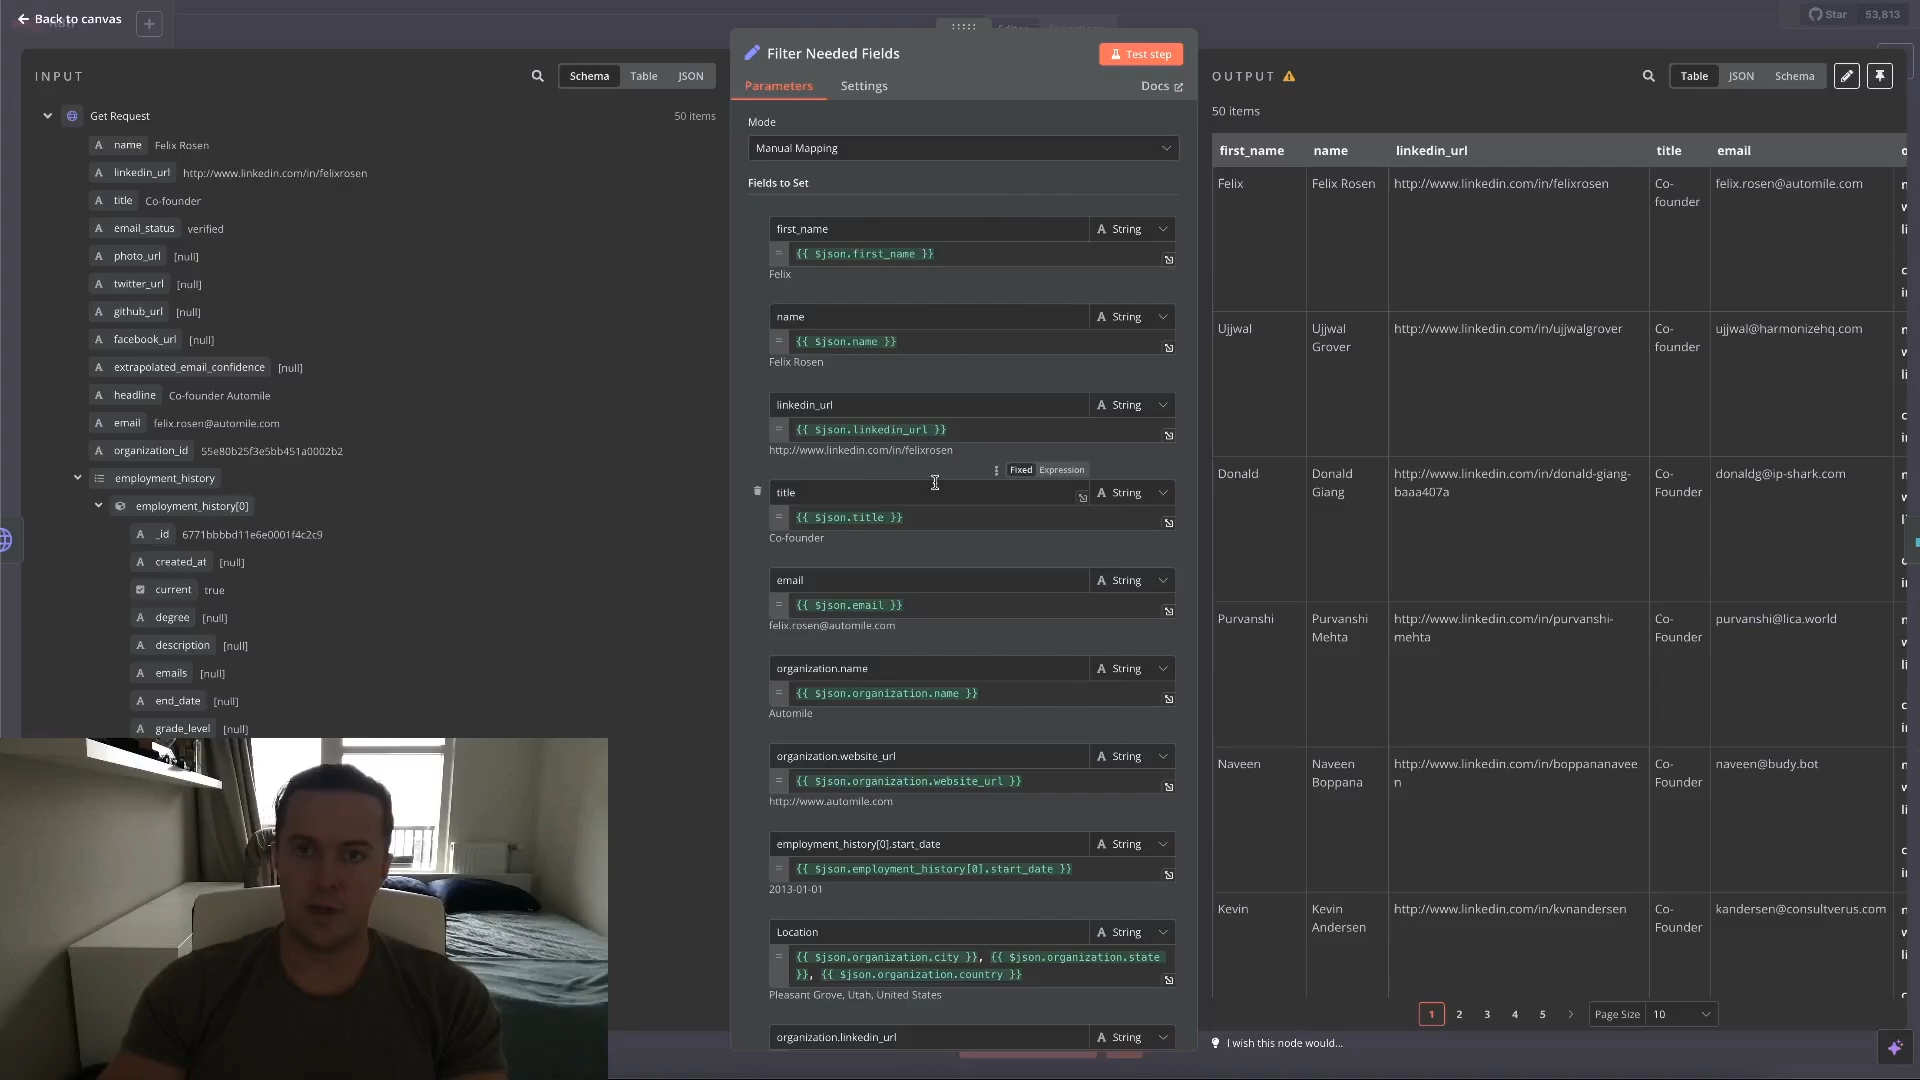 Back to canvas
Star 53,813
INPUT
Schema Table JSON
Get Request 50 items
A name Felix Rosen
A linkedin_url http://www.linkedin.com/in/felixrosen
A title Co-founder
A email_status verified
A photo_url [null]
A twitter_url [null]
A github_url [null]
A facebook_url [null]
A extrapolated_email_confidence [null]
A headline Co-founder Automile
A email felix.rosen@automile.com
A organization_id 55e80b25f3e5bb451a0002b2
employment_history
employment_history[0]
A _id 6771bbbbd11e6e0001f4c2c9
A created_at [null]
current true
A degree [null]
A description [null]
A emails [null]
A end_date [null]
A grade_level [null]
Filter Needed Fields Test step
Parameters Settings Docs
Mode
Manual Mapping
Fields to Set
first_name A String
= {{ $json.first_name }}
Felix
name A String
= {{ $json.name }}
Felix Rosen
linkedin_url A String
= {{ $json.linkedin_url }}
http://www.linkedin.com/in/felixrosen
Fixed Expression
title A String
= {{ $json.title }}
Co-founder
email A String
= {{ $json.email }}
felix.rosen@automile.com
organization.name A String
= {{ $json.organization.name }}
Automile
organization.website_url A String
= {{ $json.organization.website_url }}
http://www.automile.com
employment_history[0].start_date A String
= {{ $json.employment_history[0].start_date }}
2013-01-01
Location A String
= {{ $json.organization.city }}, {{ $json.organization.state
}}, {{ $json.organization.country }}
Pleasant Grove, Utah, United States
organization.linkedin_url A String
OUTPUT
Table JSON Schema
50 items
first_name name linkedin_url title email
Felix Felix Rosen http://www.linkedin.com/in/felixrosen Co- felix.rosen@automile.com
founder
Ujjwal Ujjwal http://www.linkedin.com/in/ujjwalgrover Co- ujjwal@harmonizehq.com
Grover founder
Donald Donald http://www.linkedin.com/in/donald-giang- Co- donaldg@ip-shark.com
Giang baaa407a Founder
Purvanshi Purvanshi http://www.linkedin.com/in/purvanshi- Co- purvanshi@lica.world
Mehta mehta Founder
Naveen Naveen http://www.linkedin.com/in/boppananavee Co- naveen@budy.bot
Boppana n Founder
Kevin Kevin http://www.linkedin.com/in/kvnandersen Co- kandersen@consultverus.com
Andersen Founder
1 2 3 4 5 Page Size 10
I wish this node would...